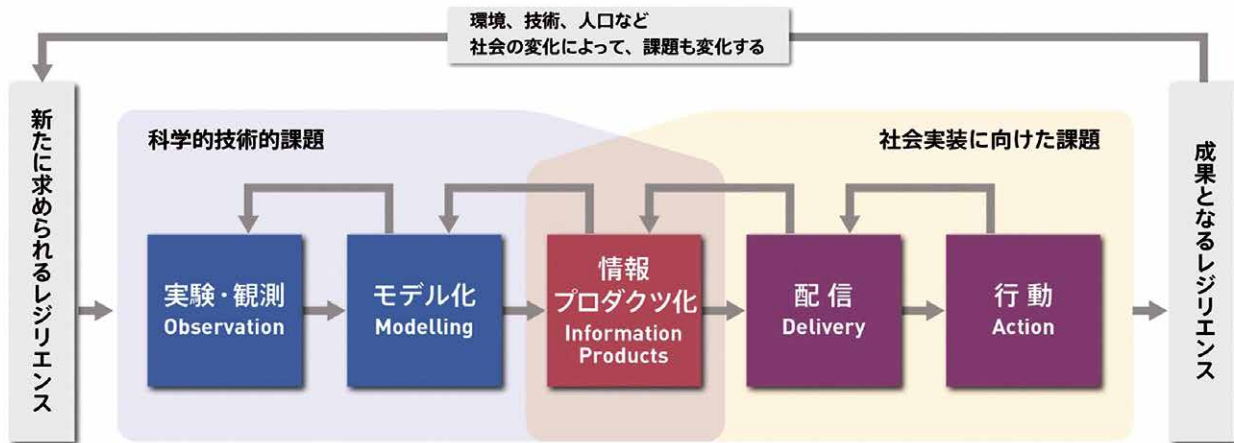 環境、技術、人口など
社会の変化によって、課題も変化する
新たに求められるレジリエンス
科学的技術的課題
社会実装に向けた課題
実験・観測
Observation
モデル化
Modelling
情報
プロダクツ化
Information
Products
配信
Delivery
行動
Action
成果となるレジリエンス